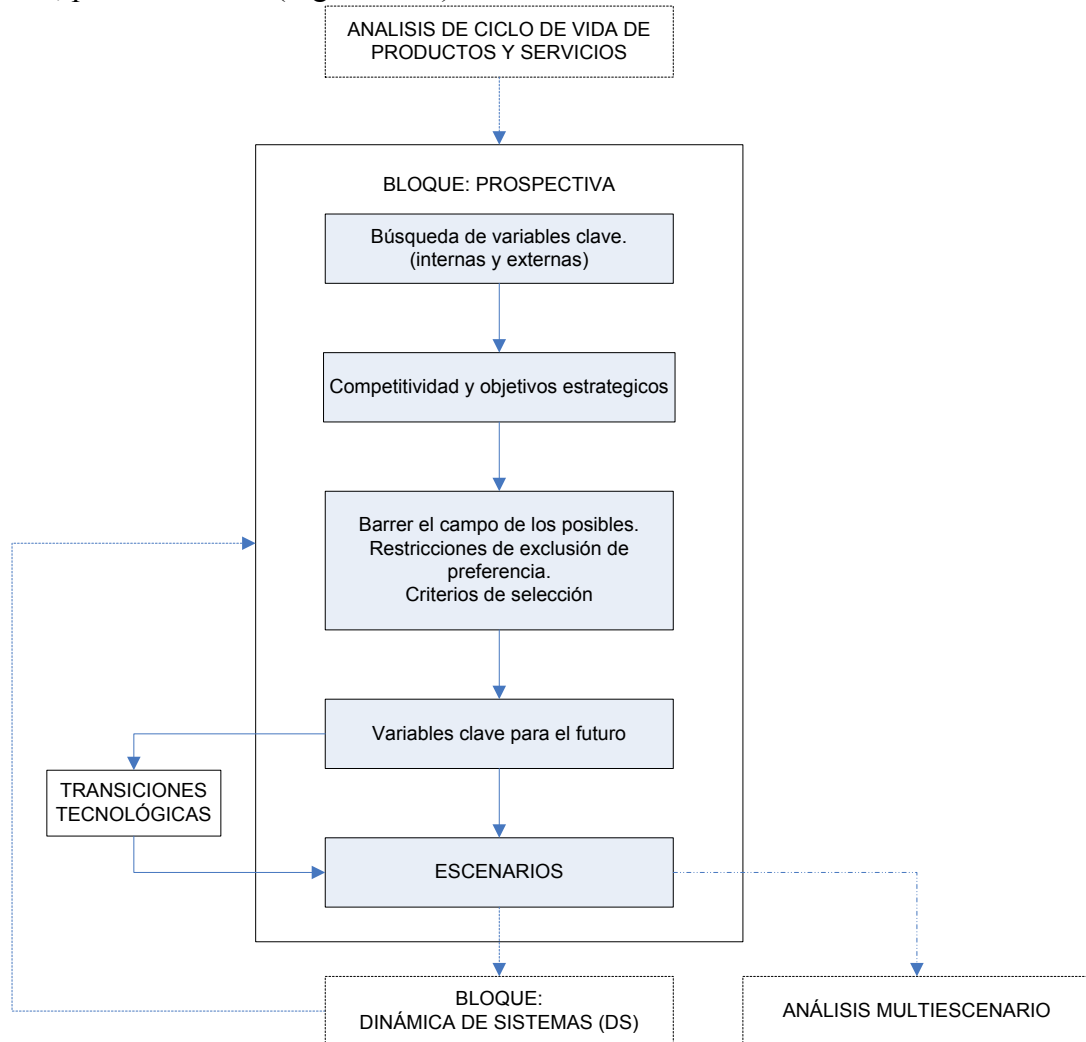 ANALISIS DE CICLO DE VIDA DE
PRODUCTOS Y SERVICIOS
BLOQUE: PROSPECTIVA
Búsqueda de variables clave.
(internas y externas)
Competitividad y objetivos estrategicos
Barrer el campo de los posibles.
Restricciones de exclusión de
preferencia.
Criterios de selección
Variables clave para el futuro
TRANSICIONES
TECNOLÓGICAS
ESCENARIOS
BLOQUE:
DINÁMICA DE SISTEMAS (DS)
ANÁLISIS MULTIESCENARIO